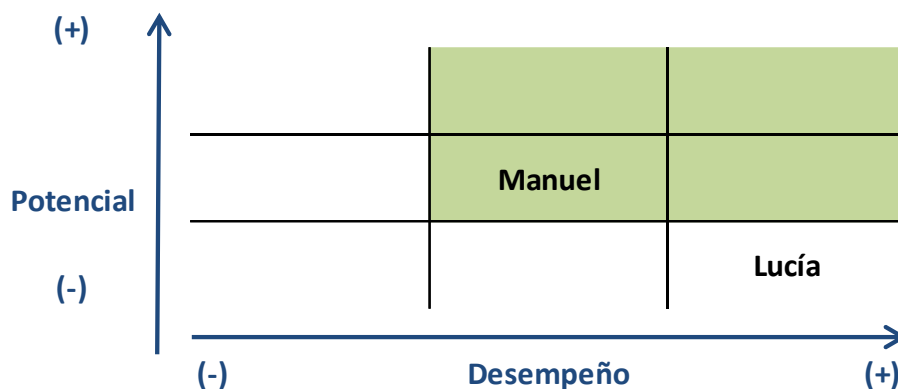 (+)
Manuel
Potencial
Lucía
(-)
(-)
Desempeño
(+)